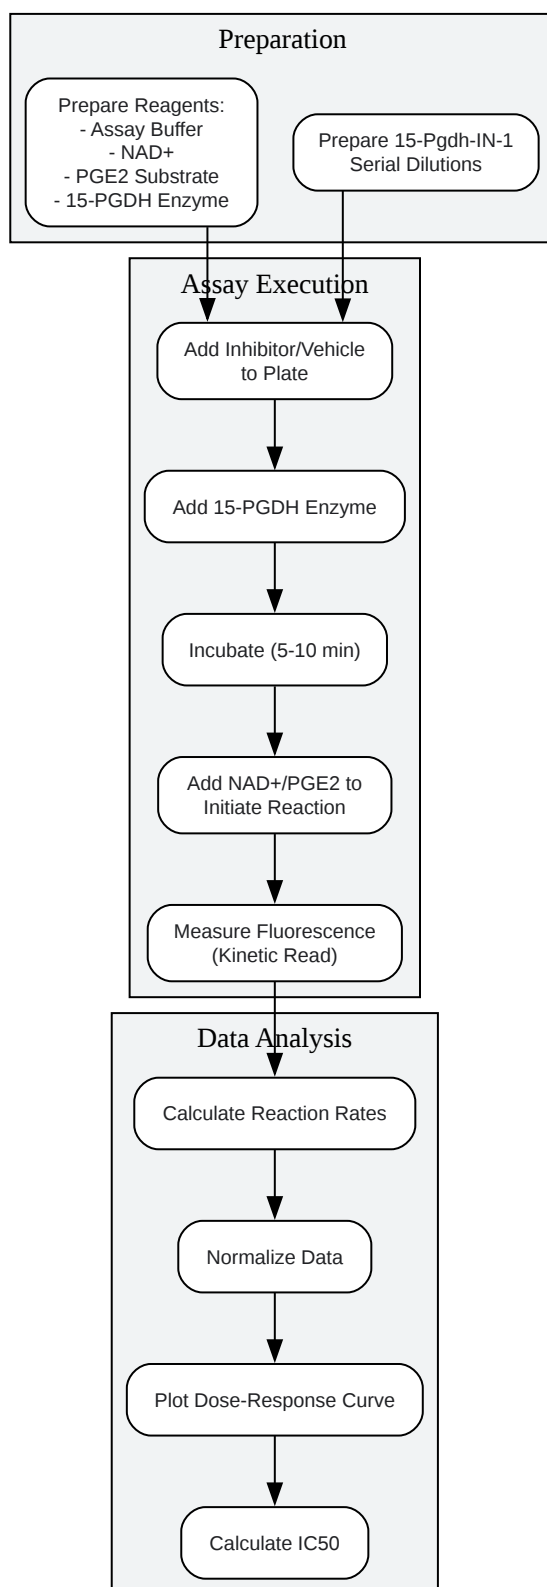 Preparation
Prepare Reagents:
- Assay Buffer
- NAD+
- PGE2 Substrate
- 15-PGDH Enzyme
Prepare 15-Pgdh-IN-1
Serial Dilutions
Assay Execution
Add Inhibitor/Vehicle
to Plate
Add 15-PGDH Enzyme
Incubate (5-10 min)
Add NAD+/PGE2 to
Initiate Reaction
Measure Fluorescence
(Kinetic Read)
Data Analysis
Calculate Reaction Rates
Normalize Data
Plot Dose-Response Curve
Calculate IC50